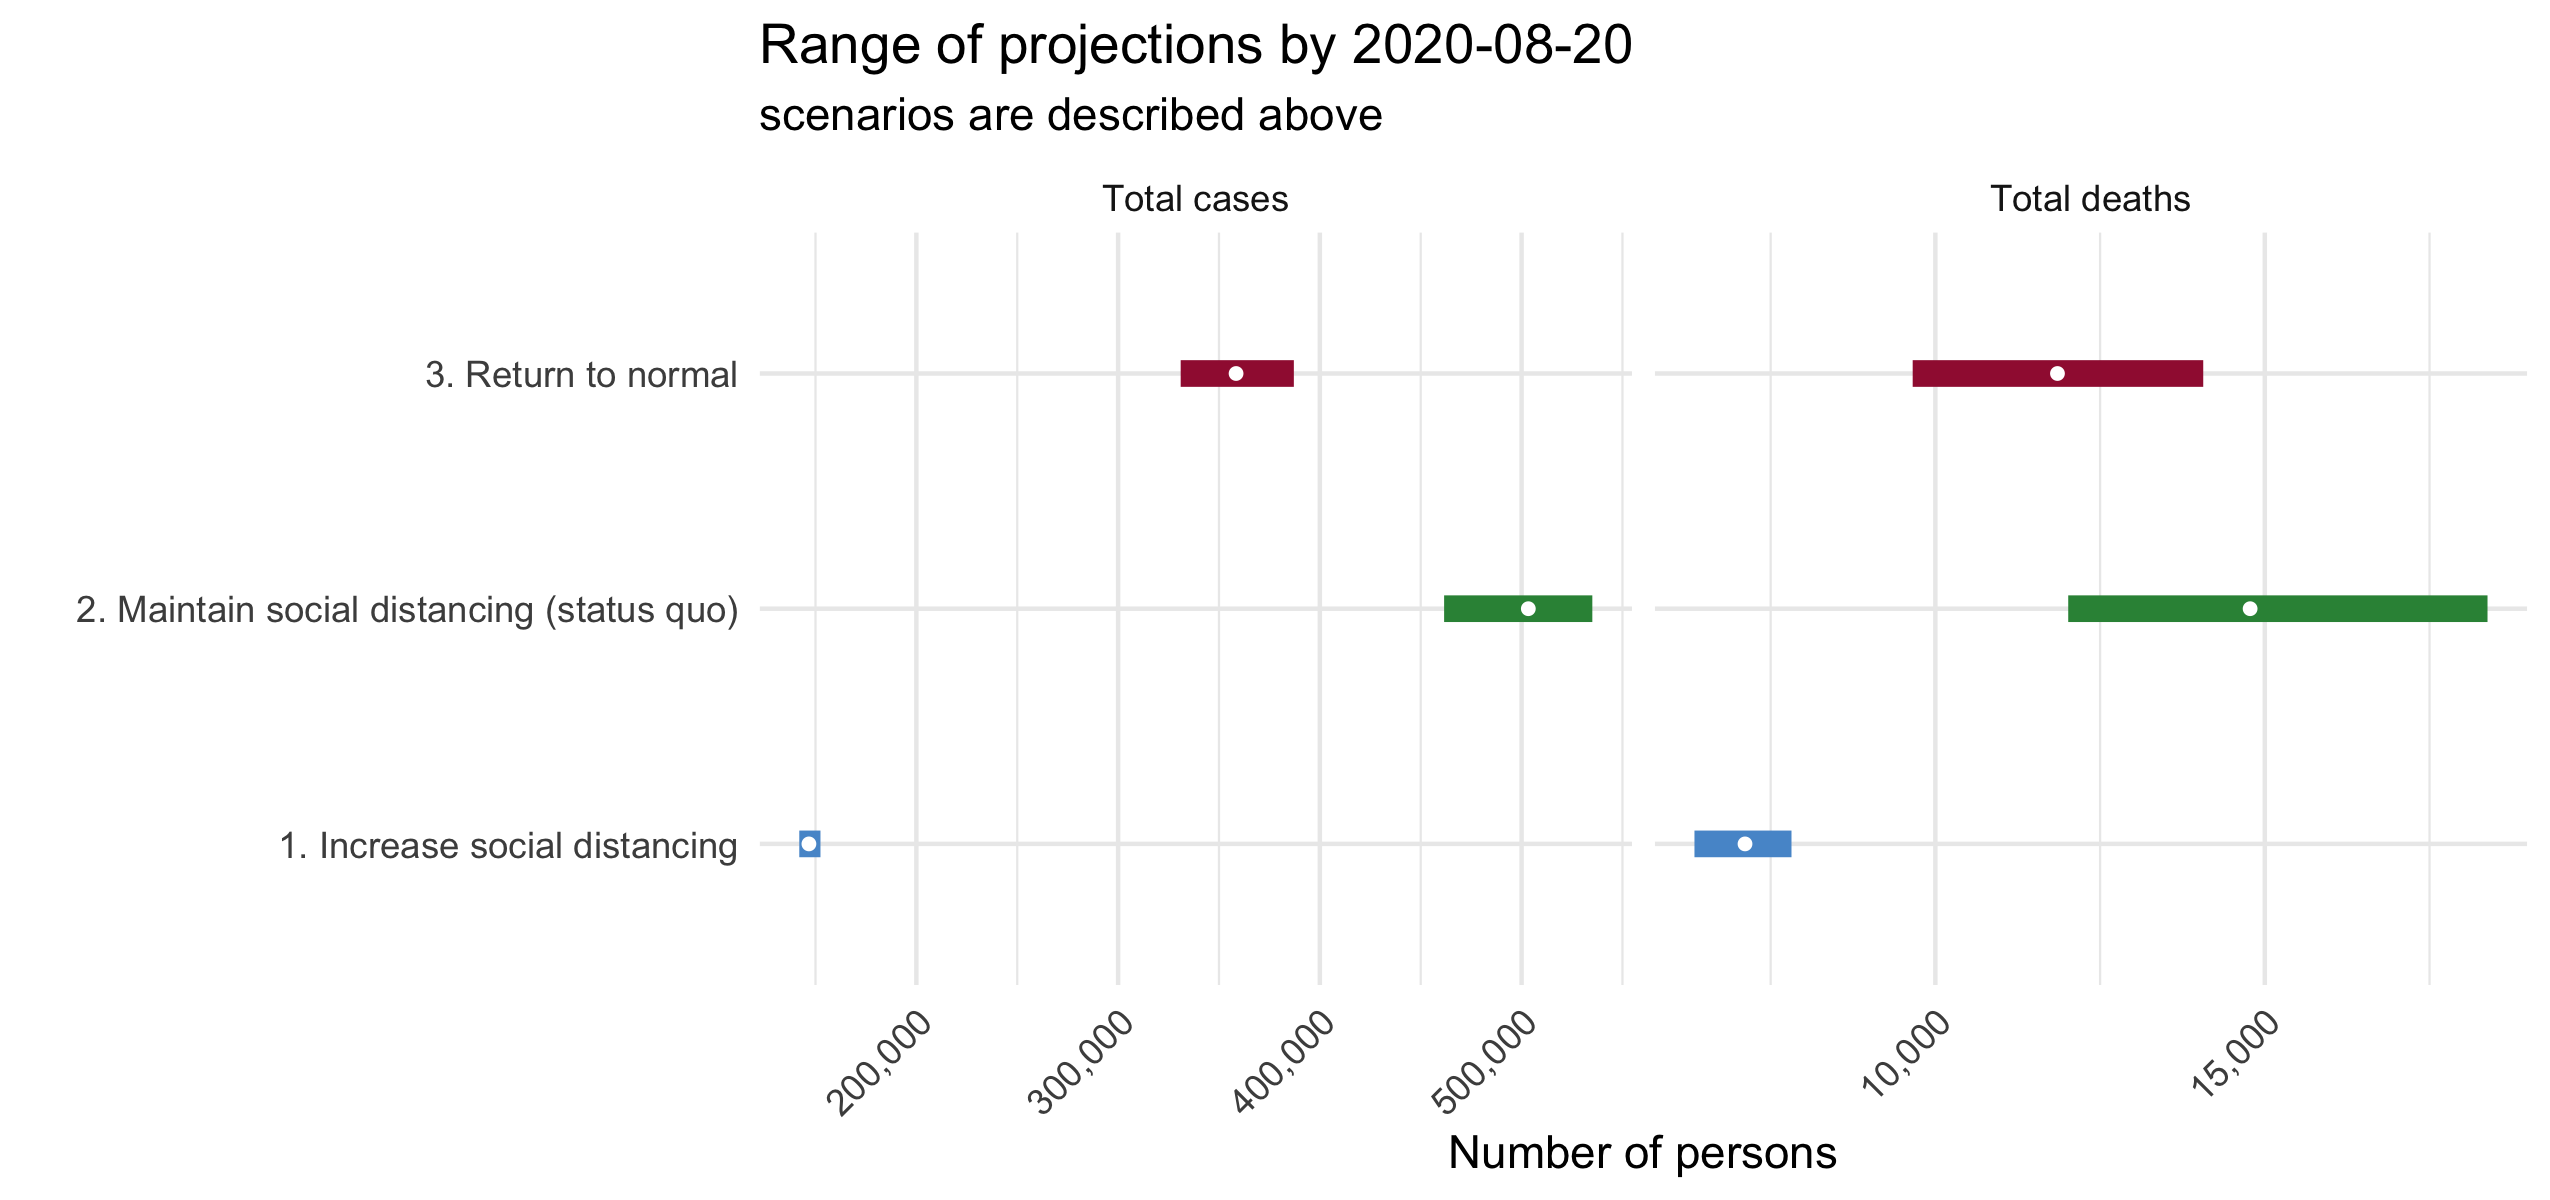 Range of projections by 2020-08-20
scenarios are described above
Total cases
Total deaths
3. Return to normal
2. Maintain social distancing (status quo)
1. Increase social distancing
200,000
300,000
400,000
500,000
10,000
15,000
Number of persons